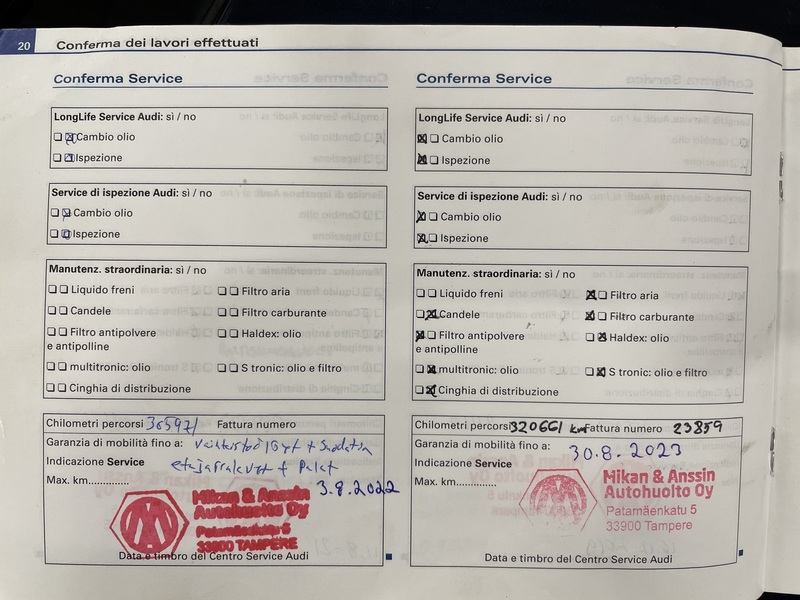 20 Conferma dei lavori effettuati
Conferma Service
LongLife Service Audi: sì / no
Cambio olio
Ispezione
Service di ispezione Audi: sì / no
Cambio olio
Ispezione
Manutenz. straordinaria: sì / no
Liquido freni Filtro aria
Candele Filtro carburante
Filtro antipolvere Haldex: olio
e antipolline
multitronic: olio S tronic: olio e filtro
Cinghia di distribuzione
Chilometri percorsi Fattura numero
Garanzia di mobilità fino a:
Indicazione Service
Max. km.............
3.8.2022
Mikan & Anssin
Autohuolto Oy
Patamäenkatu 5
33900 TAMPERE
Data e timbro del Centro Service Audi
Conferma Service
LongLife Service Audi: sì / no
Cambio olio
Ispezione
Service di ispezione Audi: sì / no
Cambio olio
Ispezione
Manutenz. straordinaria: sì / no
Liquido freni Filtro aria
Candele Filtro carburante
Filtro antipolvere Haldex: olio
e antipolline
multitronic: olio S tronic: olio e filtro
Cinghia di distribuzione
Chilometri percorsi 320661 km Fattura numero 23859
Garanzia di mobilità fino a: 30.8.2023
Indicazione Service
Max. km.............
Mikan & Anssin
Autohuolto Oy
Patamäenkatu 5
33900 Tampere
Data e timbro del Centro Service Audi